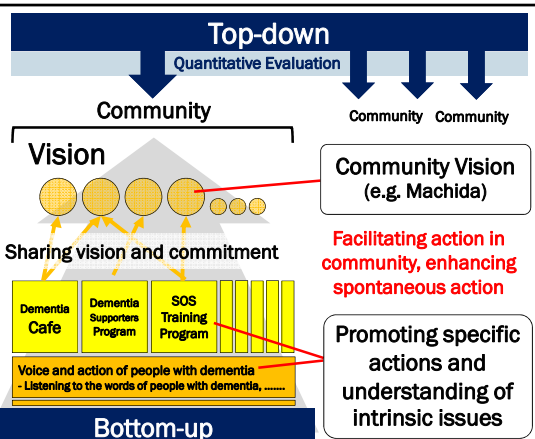 Top-down
Quantitative Evaluation
Community
Community
Community
Vision
Community Vision
(e.g. Machida)
Sharing vision and commitment
Facilitating action in
community, enhancing
spontaneous action
Dementia
Cafe
Dementia
Supporters
Program
SOS
Training
Program
Promoting specific
actions and
understanding of
intrinsic issues
Voice and action of people with dementia
- Listening to the words of people with dementia, .......
Bottom-up